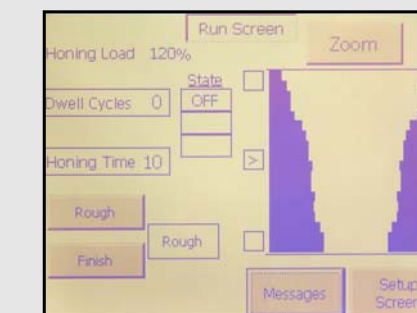 Run Screen
Zoom
Honing Load 120%
State
OFF
Dwell Cycles 0
Honing Time 10
>
Rough
Rough
Finish
Messages
Setup
Screen